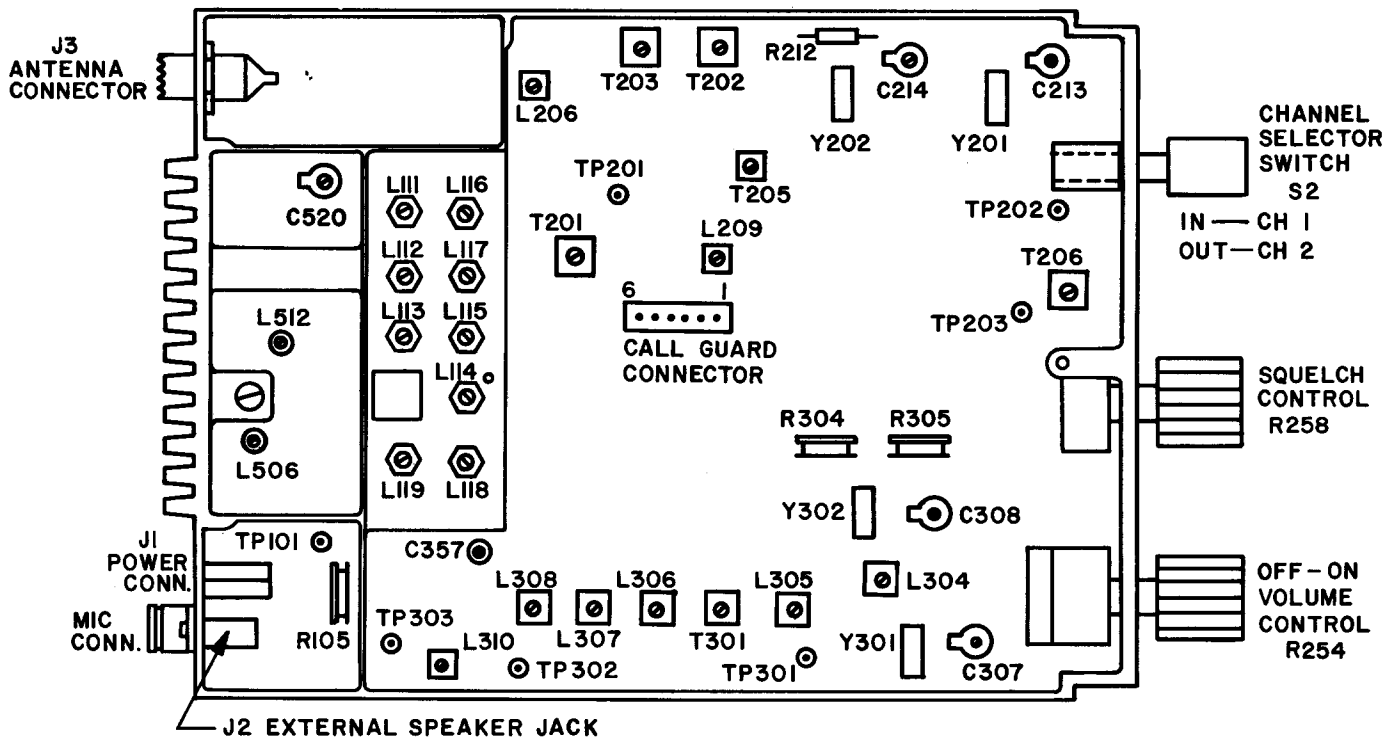 J3
ANTENNA
CONNECTOR
T203
T202
R212
L206
C214
C213
Y202
Y201
CHANNEL
SELECTOR
SWITCH
S2
IN — CH 1
OUT — CH 2
C520
L111
L116
TP201
T205
TP202
T201
L209
T206
L112
L117
6
1
L512
L113
L115
TP203
CALL GUARD
CONNECTOR
L114
SQUELCH
CONTROL
R258
R304
R305
L506
L119
L118
Y302
C308
J1
POWER
CONN.
TP101
C357
L308
L306
L305
L304
OFF-ON
VOLUME
CONTROL
R254
MIC
CONN.
R105
TP303
L310
L307
T301
TP302
TP301
Y301
C307
J2 EXTERNAL SPEAKER JACK